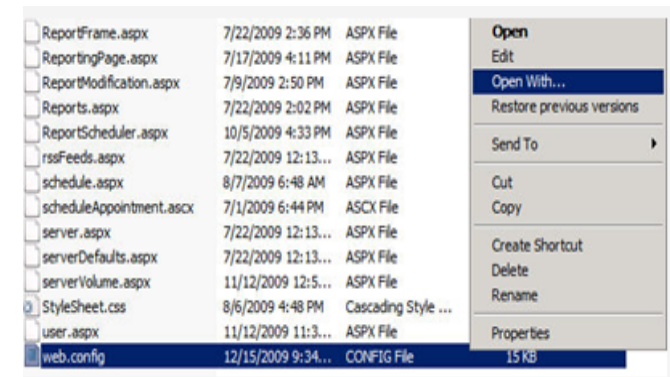 ReportFrame.aspx 7/22/2009 2:36 PM ASPX File
ReportingPage.aspx 7/17/2009 4:11 PM ASPX File
ReportModification.aspx 7/9/2009 2:50 PM ASPX File
Reports.aspx 7/22/2009 2:02 PM ASPX File
ReportScheduler.aspx 10/5/2009 4:33 PM ASPX File
rssFeeds.aspx 7/22/2009 12:13... ASPX File
schedule.aspx 8/7/2009 6:48 AM ASPX File
scheduleAppointment.ascx 7/1/2009 6:44 PM ASCX File
server.aspx 7/22/2009 12:13... ASPX File
serverDefaults.aspx 7/22/2009 12:13... ASPX File
serverVolume.aspx 11/12/2009 12:5... ASPX File
StyleSheet.css 8/6/2009 4:48 PM Cascading Style ...
user.aspx 11/12/2009 11:3... ASPX File
web.config 12/15/2009 9:34... CONFIG File 15 KB
Open
Edit
Open With...
Restore previous versions
Send To
Cut
Copy
Create Shortcut
Delete
Rename
Properties